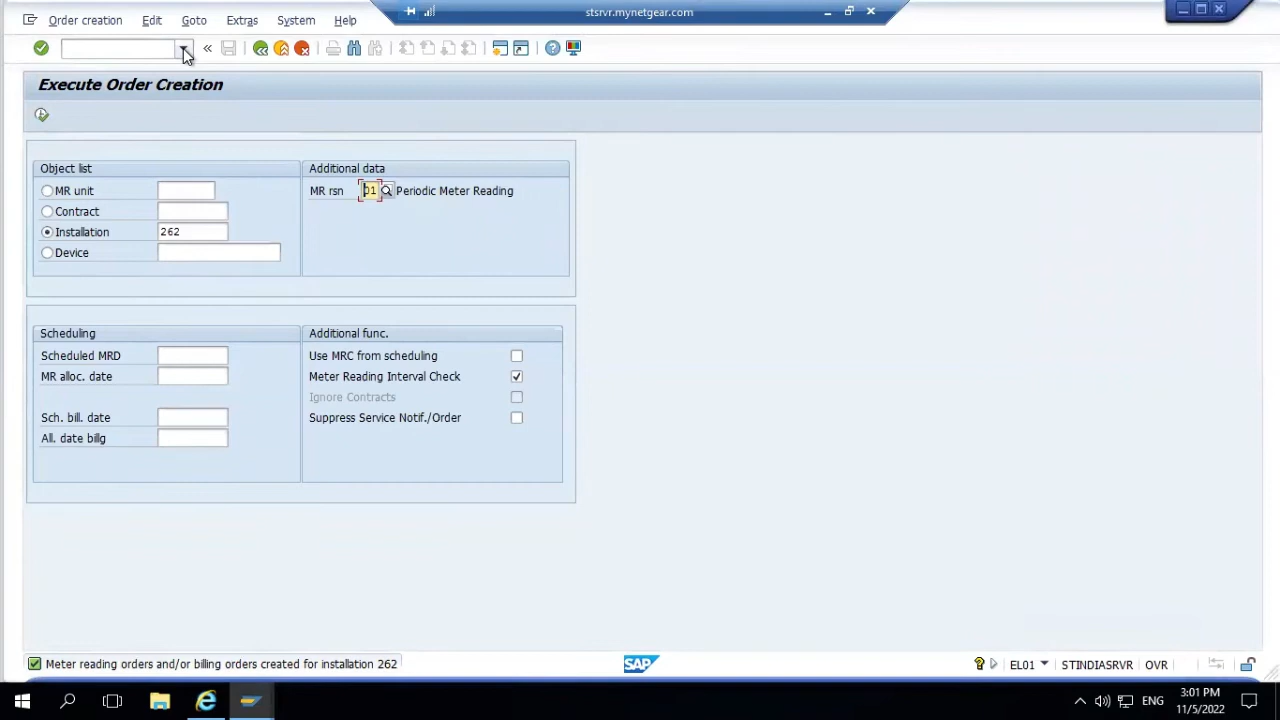 stsrvr.mynetgear.com
Order creation Edit Goto Extras System Help
Execute Order Creation
Object list
MR unit
Contract
Installation 262
Device
Additional data
MR rsn 01 Periodic Meter Reading
Scheduling
Scheduled MRD
MR alloc. date
Sch. bill. date
All. date billg
Additional func.
Use MRC from scheduling
Meter Reading Interval Check
Ignore Contracts
Suppress Service Notif./Order
Meter reading orders and/or billing orders created for installation 262
SAP
EL01 STINDIASRVR OVR
ENG
3:01 PM
11/5/2022